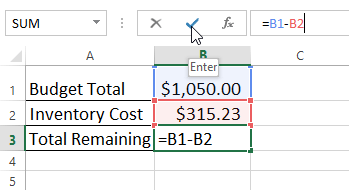 SUM =B1-B2
A B C
Enter
1 Budget Total $1,050.00
2 Inventory Cost $315.23
3 Total Remaining =B1-B2
4
5